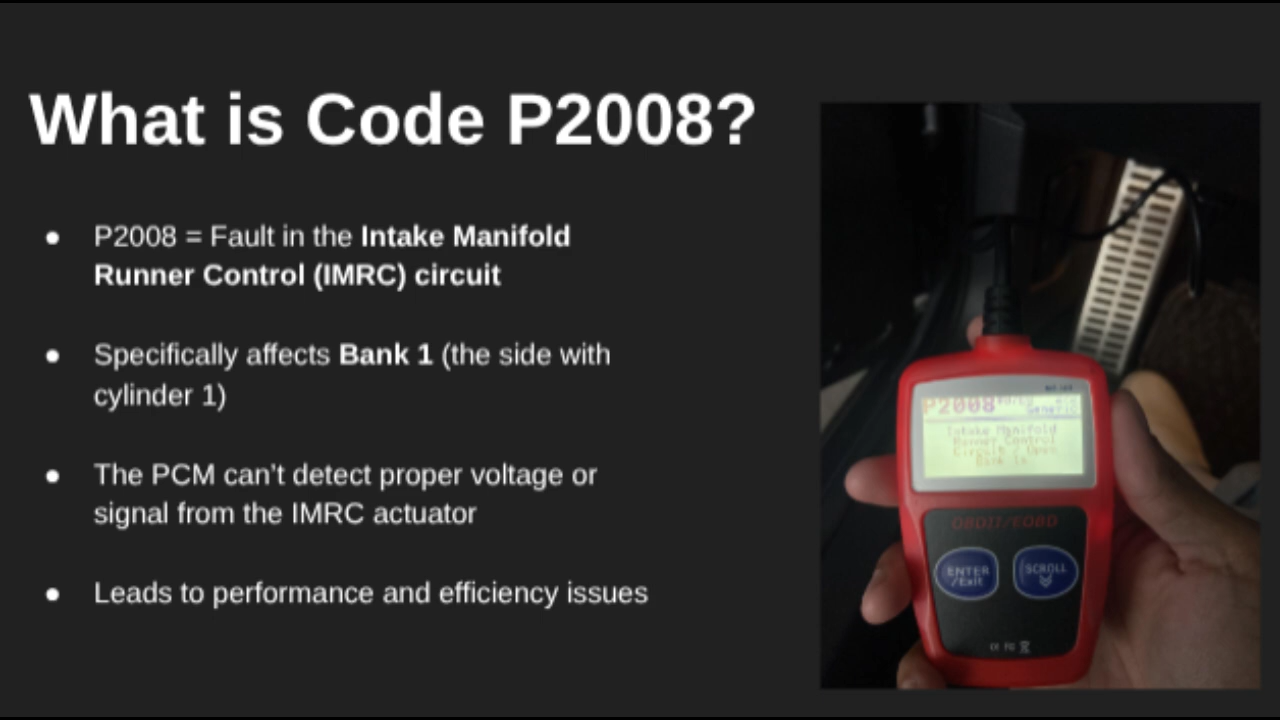 What is Code P2008?
● P2008 = Fault in the Intake Manifold
Runner Control (IMRC) circuit
● Specifically affects Bank 1 (the side with
cylinder 1)
● The PCM can't detect proper voltage or
signal from the IMRC actuator
● Leads to performance and efficiency issues
P2008
Generic
Intake Manifold
Runner Control
Circuit / Open
Bank 1
OBDII/EOBD
ENTER
/Exit
SCROLL